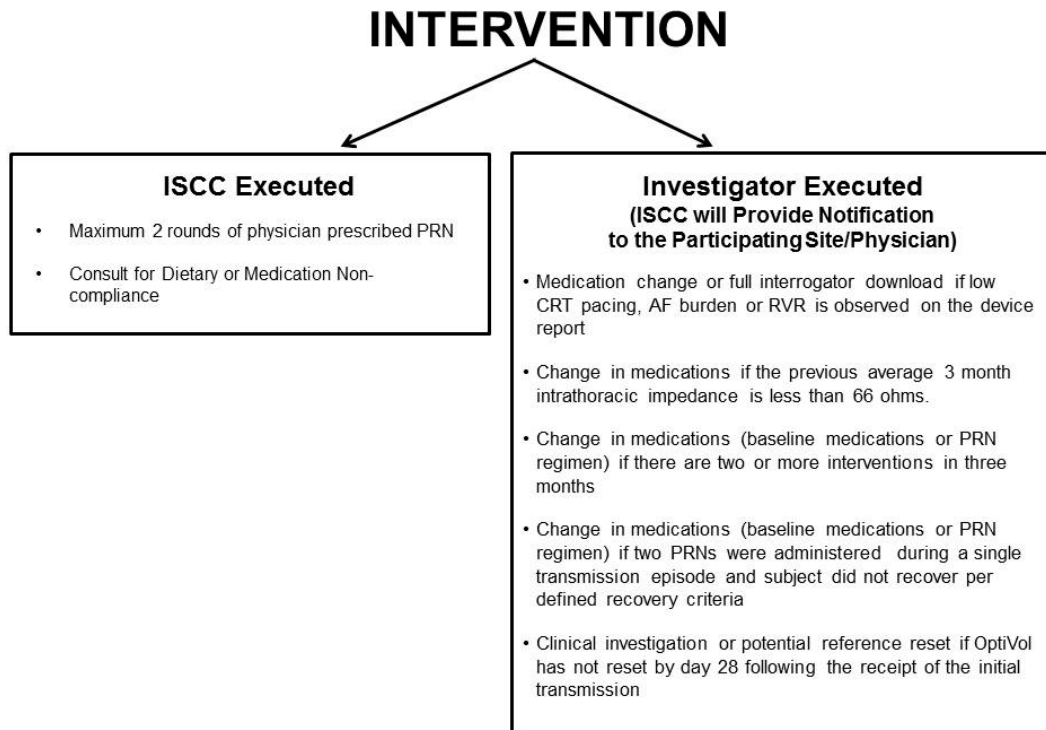 INTERVENTION
ISCC Executed
• Maximum 2 rounds of physician prescribed PRN
• Consult for Dietary or Medication Non-
compliance
Investigator Executed
(ISCC will Provide Notification
to the Participating Site/Physician)
• Medication change or full interrogator download if low
CRT pacing, AF burden or RVR is observed on the device
report
• Change in medications if the previous average 3 month
intrathoracic impedance is less than 66 ohms.
• Change in medications (baseline medications or PRN
regimen) if there are two or more interventions in three
months
• Change in medications (baseline medications or PRN
regimen) if two PRNs were administered during a single
transmission episode and subject did not recover per
defined recovery criteria
• Clinical investigation or potential reference reset if OptiVol
has not reset by day 28 following the receipt of the initial
transmission